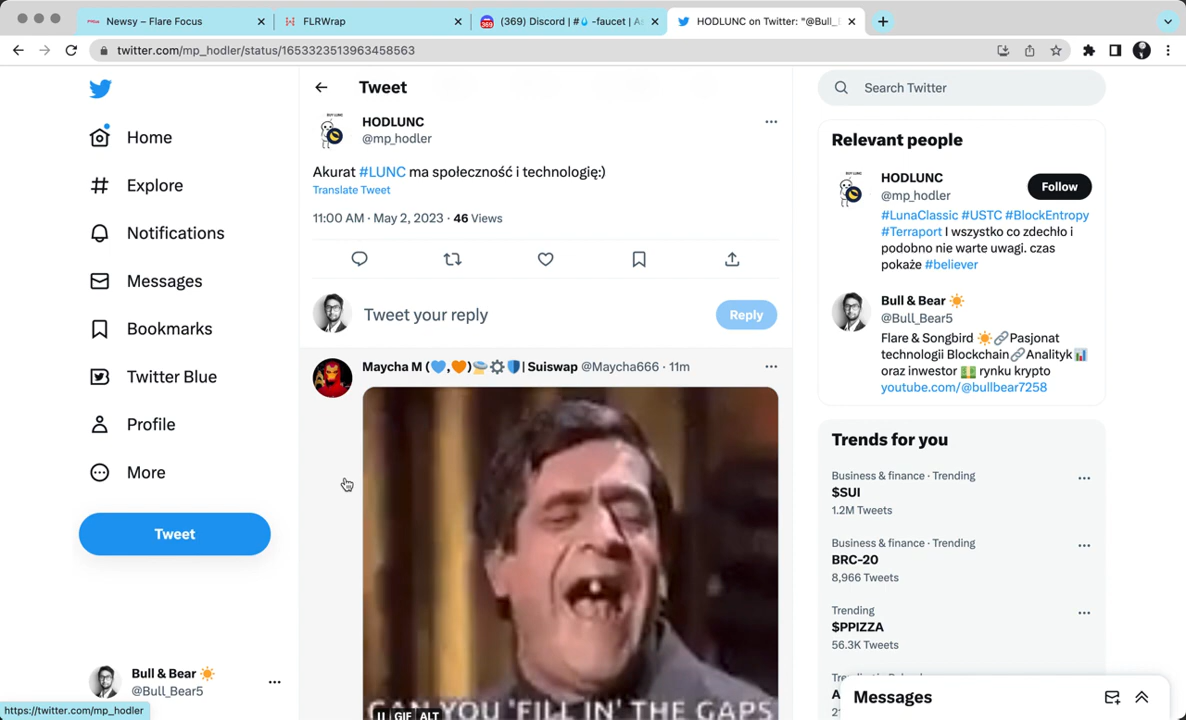 Newsy – Flare Focus
FLRWrap
(369) Discord | #💧-faucet | A
HODLUNC on Twitter: "@Bull_
twitter.com/mp_hodler/status/1653323513963458563
Home
Explore
Notifications
Messages
Bookmarks
Twitter Blue
Profile
More
Tweet
Bull & Bear ☀️
@Bull_Bear5
https://twitter.com/mp_hodler
Tweet
HODLUNC
@mp_hodler
Akurat #LUNC ma społeczność i technologię:)
Translate Tweet
11:00 AM · May 2, 2023 · 46 Views
Tweet your reply
Reply
Maycha M (💙,🧡)⚙️🛡️| Suiswap @Maycha666 · 11m
YOU 'FILL IN' THE GAPS
GIF ALT
Search Twitter
Relevant people
HODLUNC
@mp_hodler
Follow
#LunaClassic #USTC #BlockEntropy
#Terraport I wszystko co zdechło i
podobno nie warte uwagi. czas
pokaże #believer
Bull & Bear ☀️
@Bull_Bear5
Flare & Songbird ☀️🔗Pasjonat
technologii Blockchain🔗Analityk📊
oraz inwestor 💵 rynku krypto
youtube.com/@bullbear7258
Trends for you
Business & finance · Trending
$SUI
1.2M Tweets
Business & finance · Trending
BRC-20
8,966 Tweets
Trending
$PPIZZA
56.3K Tweets
Messages